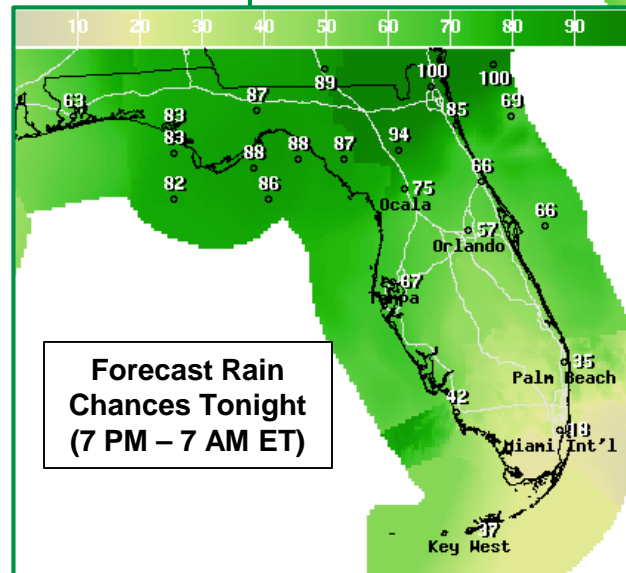 10 20 30 40 50 60 70 80 90
100
100
89
63
87
85
69
83
83
94
88
88
87
66
82
86
75
Ocala
66
57
Orlando
67
Tampa
35
Palm Beach
42
18
Miami Int'l
37
Key West
Forecast Rain
Chances Tonight
(7 PM – 7 AM ET)